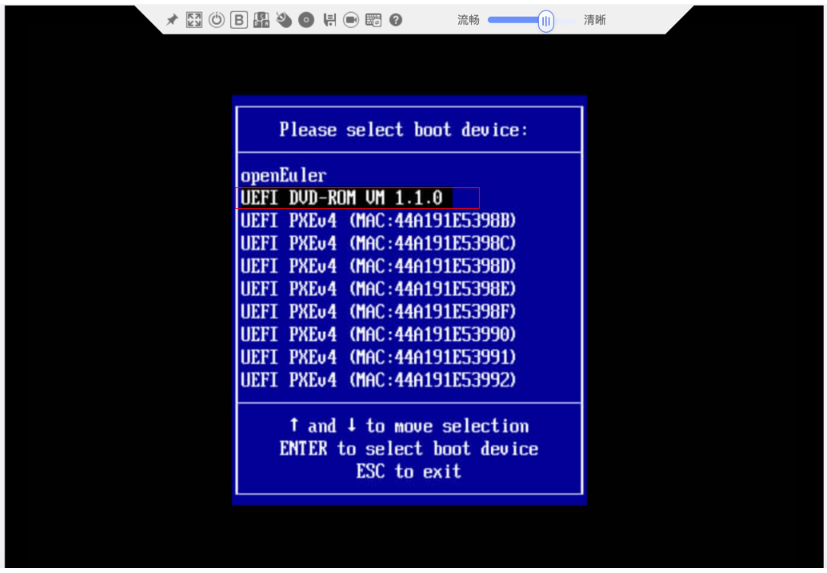 B
流畅 清晰
Please select boot device:
openEuler
UEFI DVD-ROM VM 1.1.0
UEFI PXEv4 (MAC:44A191E5398B)
UEFI PXEv4 (MAC:44A191E5398C)
UEFI PXEv4 (MAC:44A191E5398D)
UEFI PXEv4 (MAC:44A191E5398E)
UEFI PXEv4 (MAC:44A191E5398F)
UEFI PXEv4 (MAC:44A191E53990)
UEFI PXEv4 (MAC:44A191E53991)
UEFI PXEv4 (MAC:44A191E53992)
↑ and ↓ to move selection
ENTER to select boot device
ESC to exit